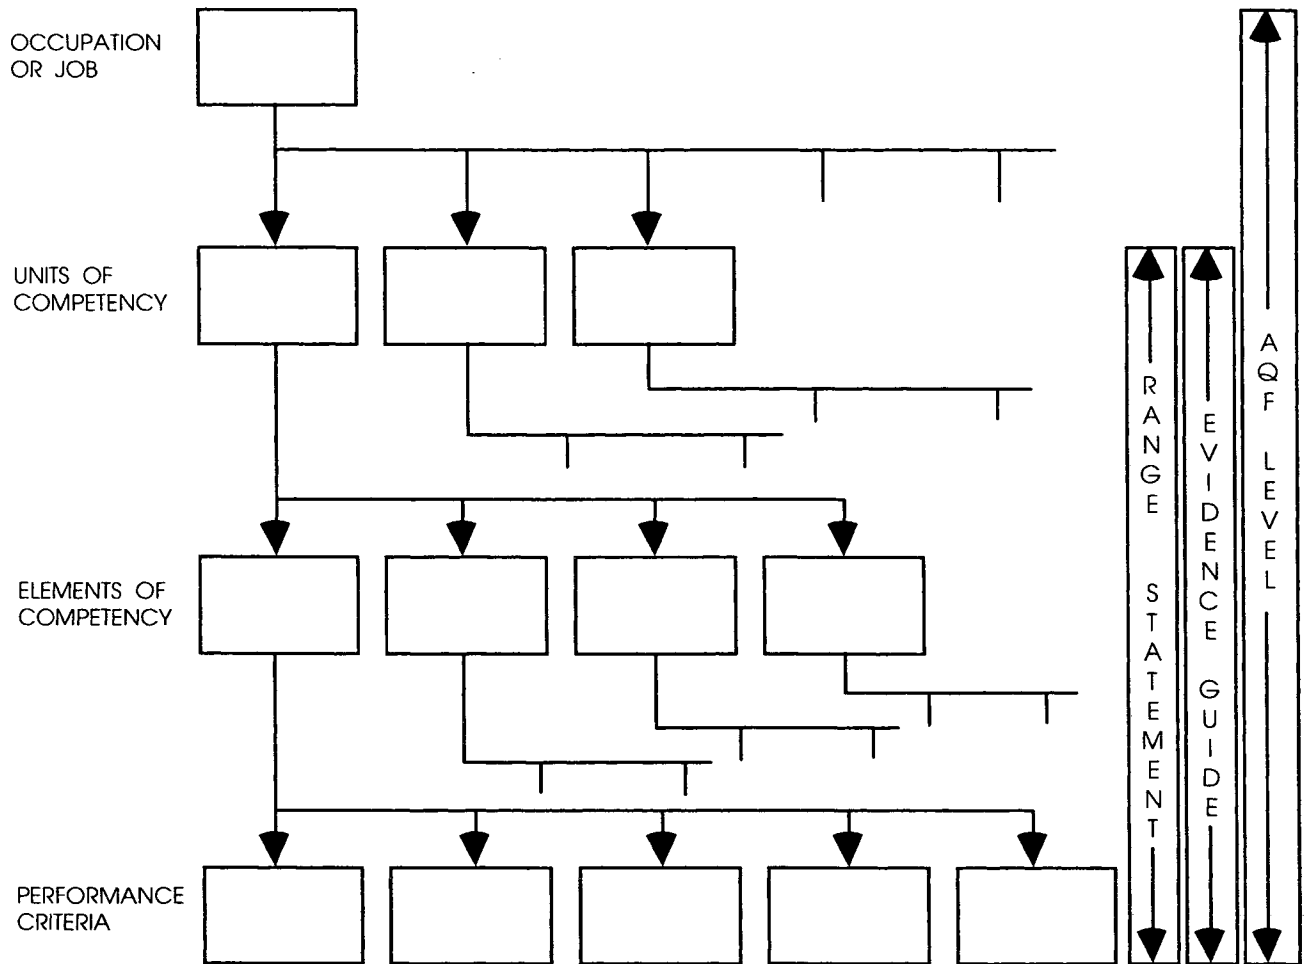 OCCUPATION
OR JOB
UNITS OF
COMPETENCY
ELEMENTS OF
COMPETENCY
PERFORMANCE
CRITERIA
RANGE STATEMENT
EVIDENCE GUIDE
AQF LEVEL